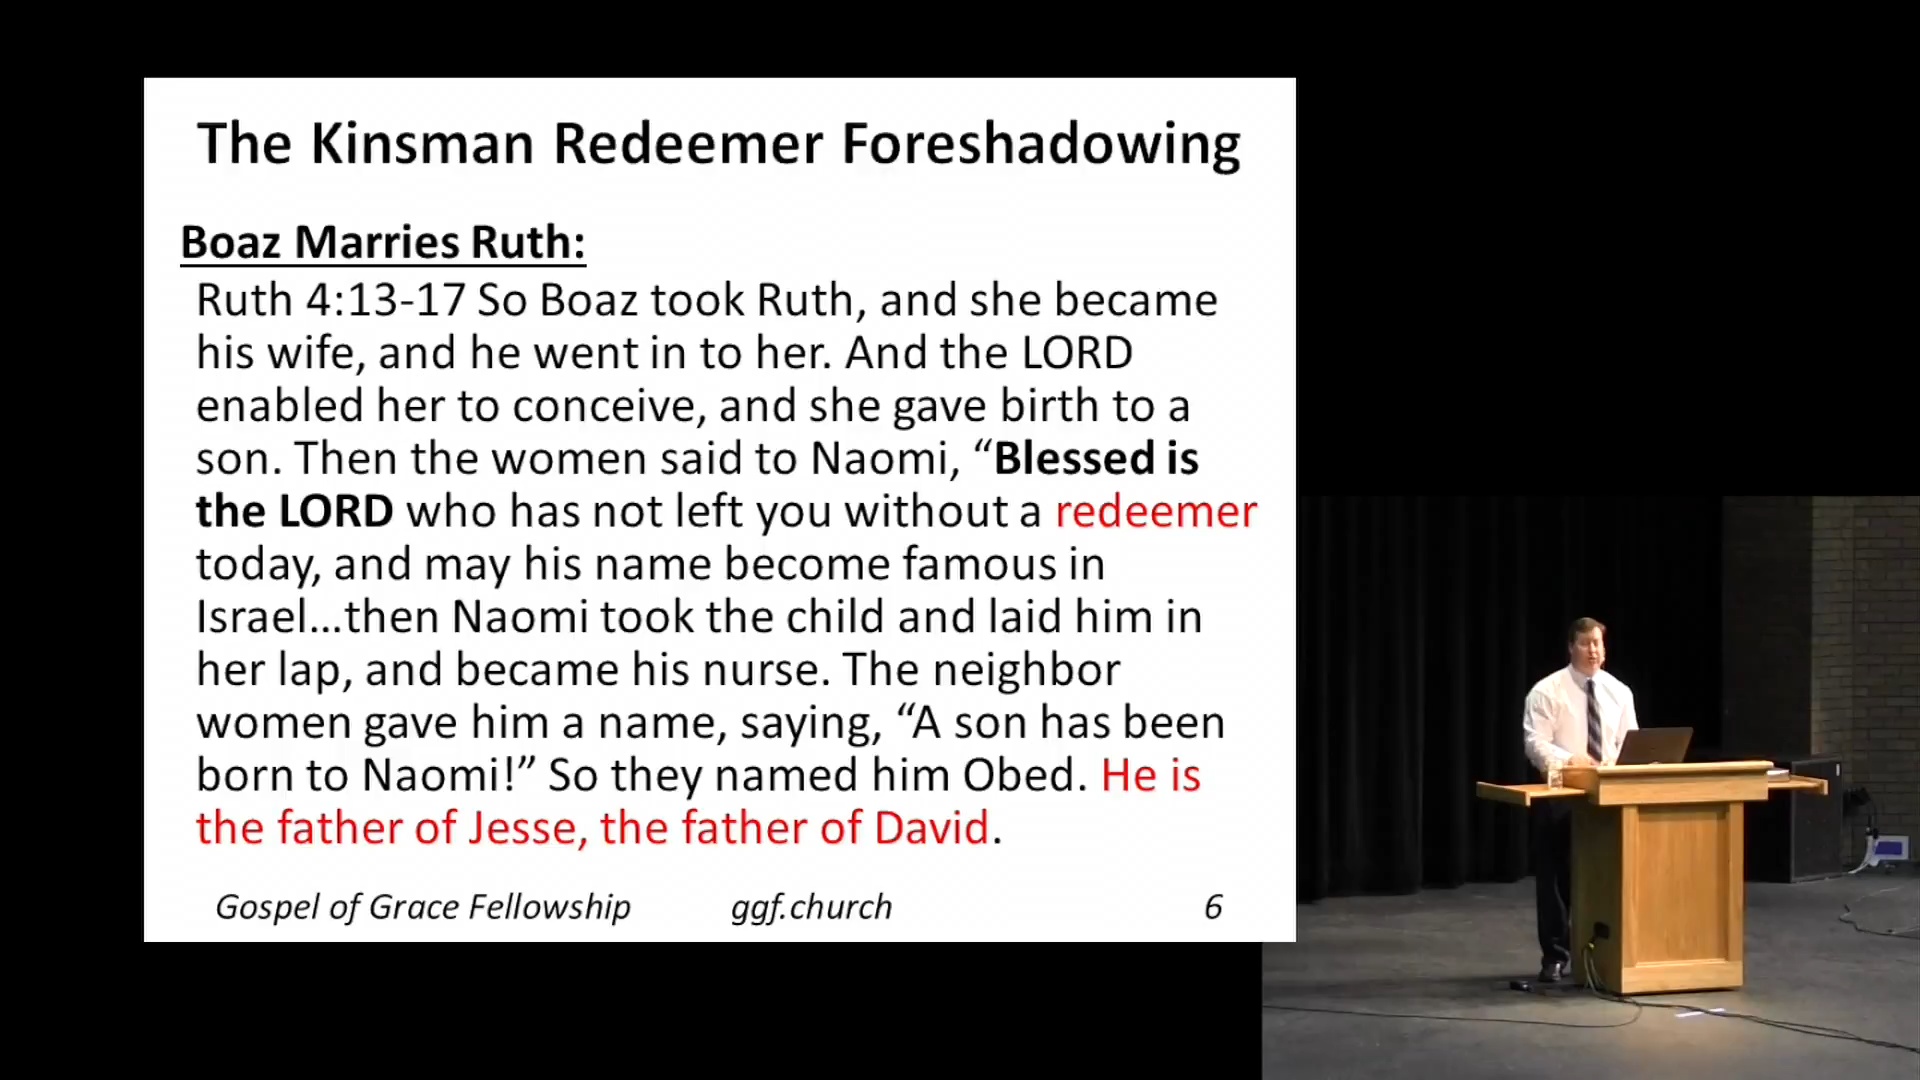 The Kinsman Redeemer Foreshadowing
Boaz Marries Ruth:
Ruth 4:13-17 So Boaz took Ruth, and she became
his wife, and he went in to her. And the LORD
enabled her to conceive, and she gave birth to a
son. Then the women said to Naomi, “Blessed is
the LORD who has not left you without a redeemer
today, and may his name become famous in
Israel…then Naomi took the child and laid him in
her lap, and became his nurse. The neighbor
women gave him a name, saying, “A son has been
born to Naomi!” So they named him Obed. He is
the father of Jesse, the father of David.
Gospel of Grace Fellowship ggf.church 6